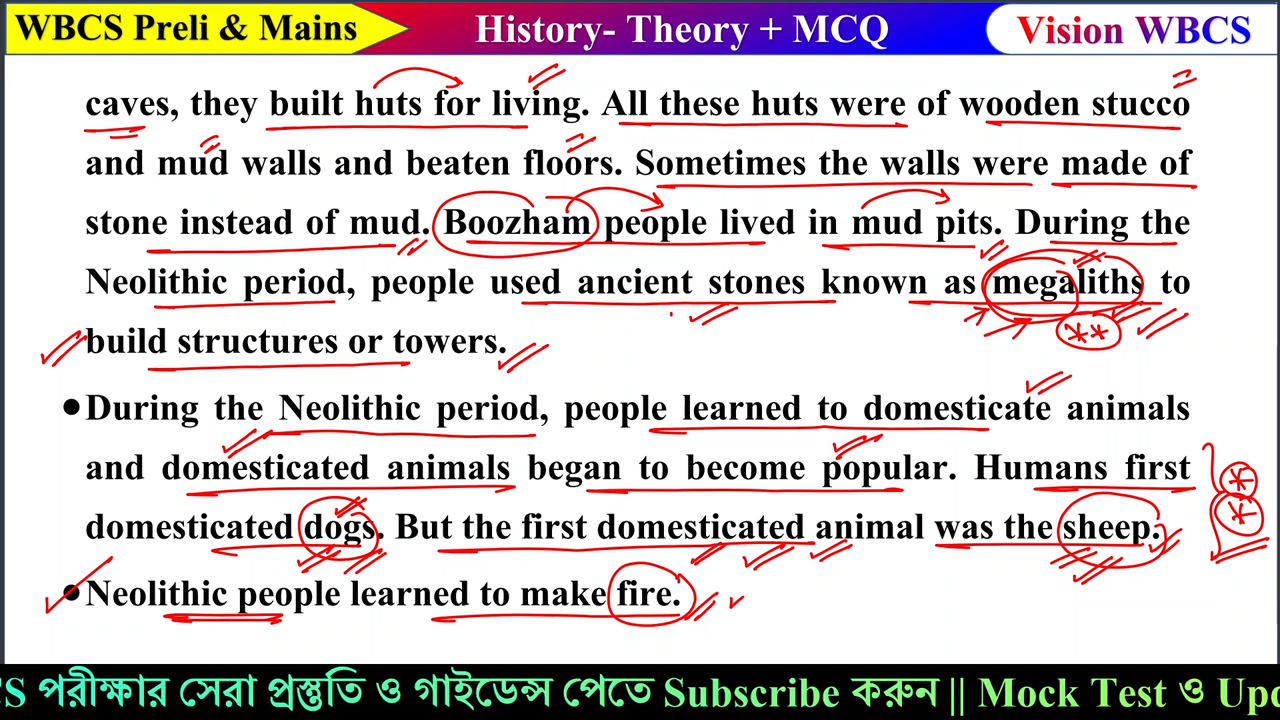 WBCS Preli & Mains
History- Theory + MCQ
Vision WBCS
caves, they built huts for living. All these huts were of wooden stucco
and mud walls and beaten floors. Sometimes the walls were made of
stone instead of mud. Boozham people lived in mud pits. During the
Neolithic period, people used ancient stones known as megaliths to
build structures or towers.
•During the Neolithic period, people learned to domesticate animals
and domesticated animals began to become popular. Humans first
domesticated dogs. But the first domesticated animal was the sheep.
•Neolithic people learned to make fire.
CS পরীক্ষার সেরা প্রস্তুতি ও গাইডেন্স পেতে Subscribe করুন || Mock Test ও Upd